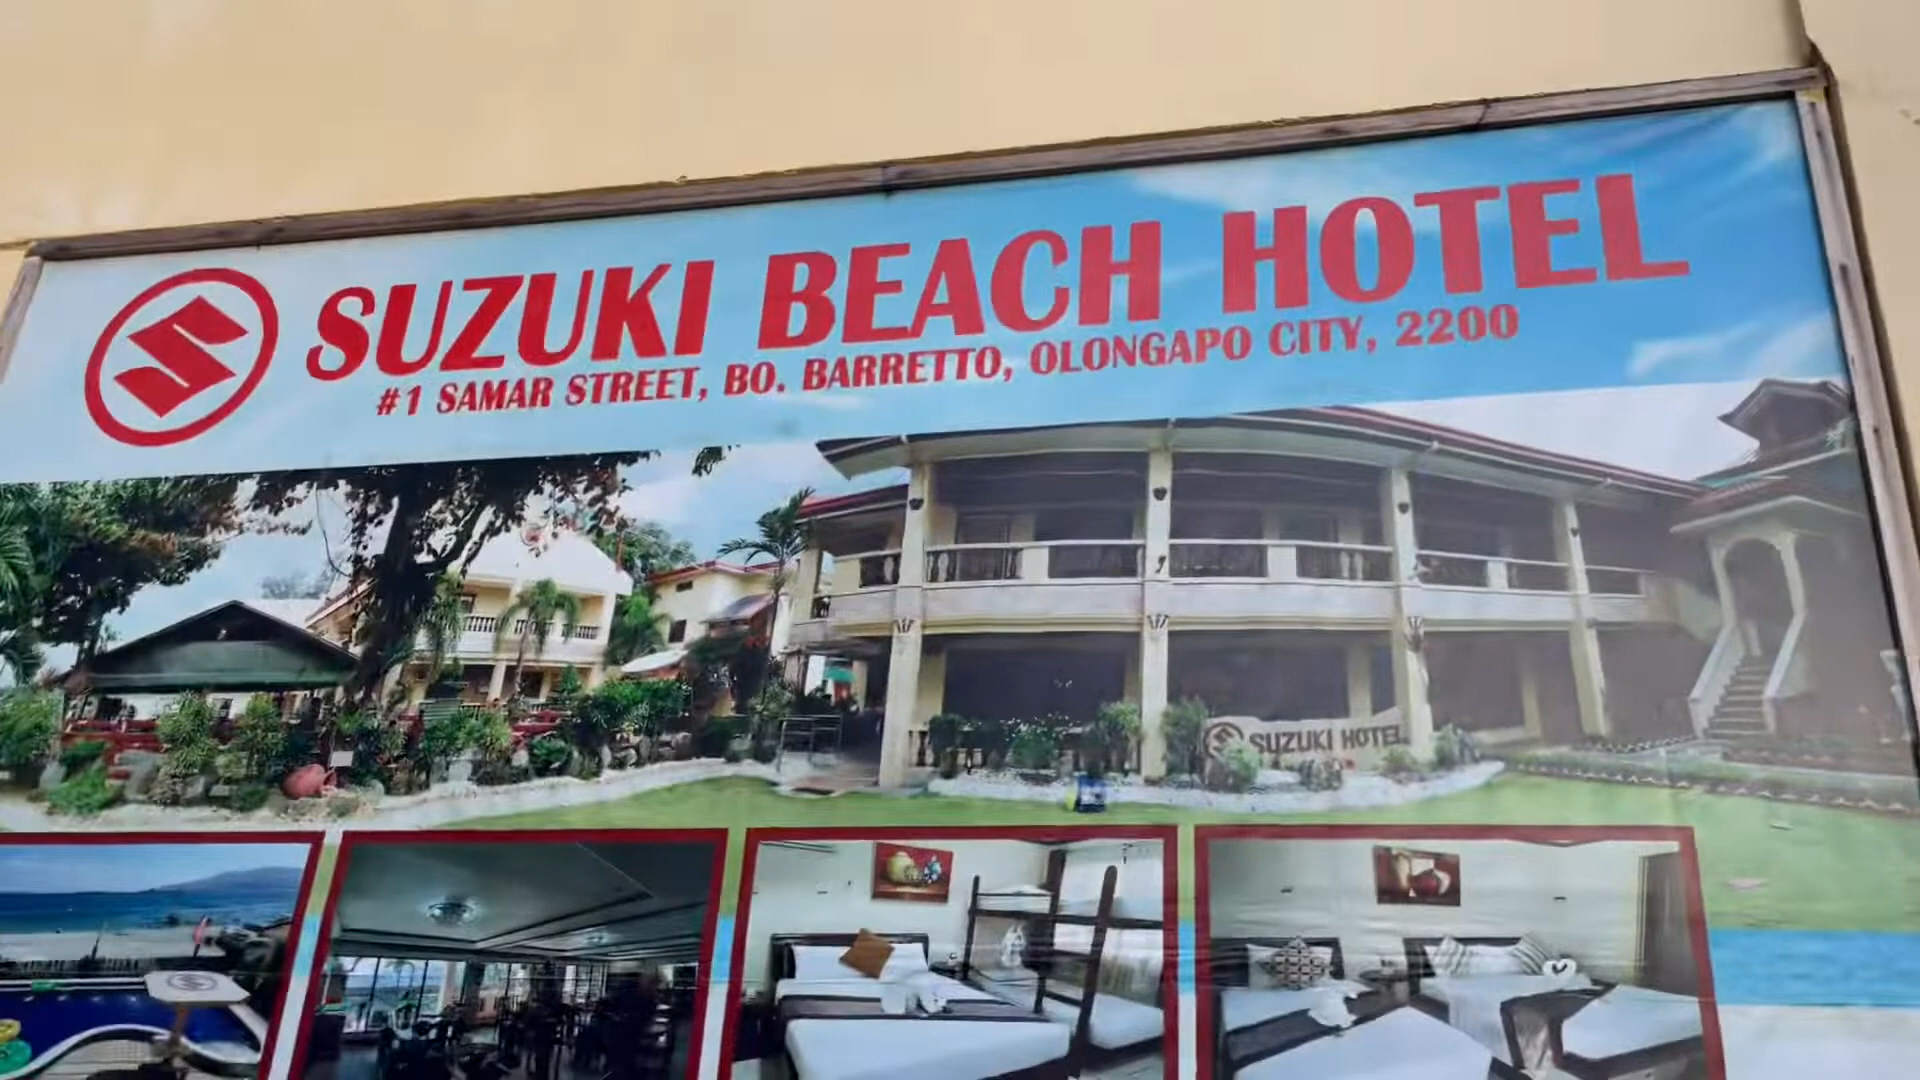 SUZUKI BEACH HOTEL
#1 SAMAR STREET, BO. BARRETTO, OLONGAPO CITY, 2200
SUZUKI HOTEL